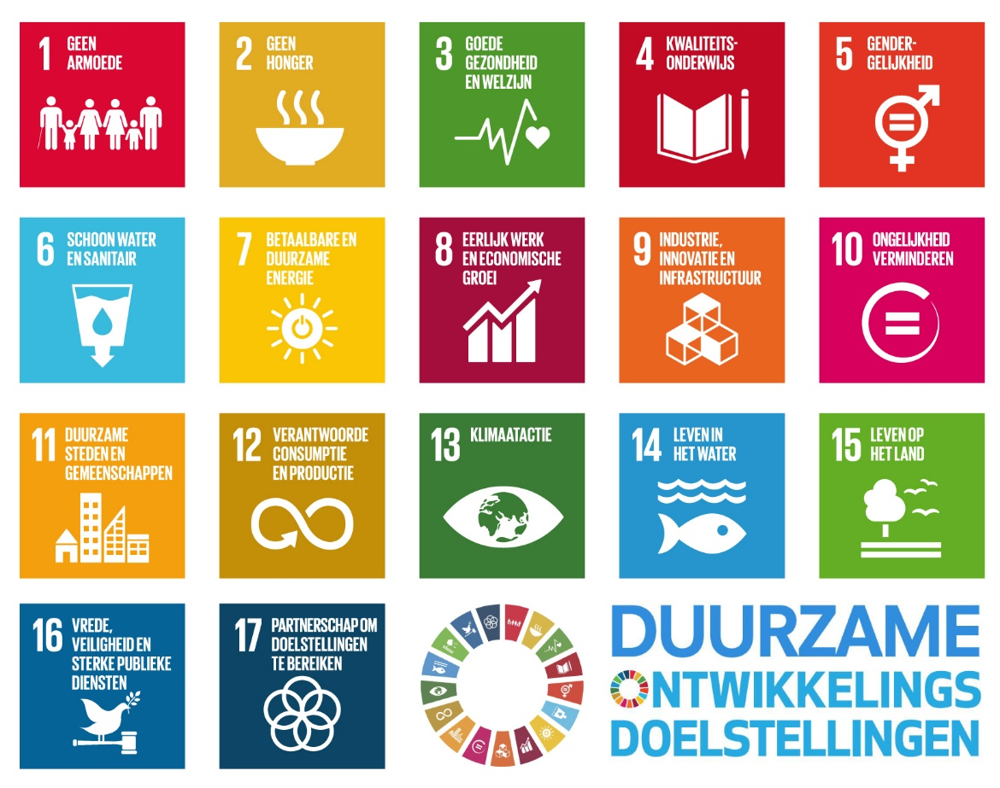 1 GEEN
ARMOEDE
2 GEEN
HONGER
3 GOEDE
GEZONDHEID
EN WELZIJN
4 KWALITEITS-
ONDERWIJS
5 GENDER-
GELIJKHEID
6 SCHOON WATER
EN SANITAIR
7 BETAALBARE EN
DUURZAME
ENERGIE
8 EERLIJK WERK
EN ECONOMISCHE
GROEI
9 INDUSTRIE,
INNOVATIE EN
INFRASTRUCTUUR
10 ONGELIJKHEID
VERMINDEREN
11 DUURZAME
STEDEN EN
GEMEENSCHAPPEN
12 VERANTWOORDE
CONSUMPTIE
EN PRODUCTIE
13 KLIMAATACTIE
14 LEVEN IN
HET WATER
15 LEVEN OP
HET LAND
16 VREDE,
VEILIGHEID EN
STERKE PUBLIEKE
DIENSTEN
17 PARTNERSCHAP OM
DOELSTELLINGEN
TE BEREIKEN
DUURZAME
ONTWIKKELINGS
DOELSTELLINGEN